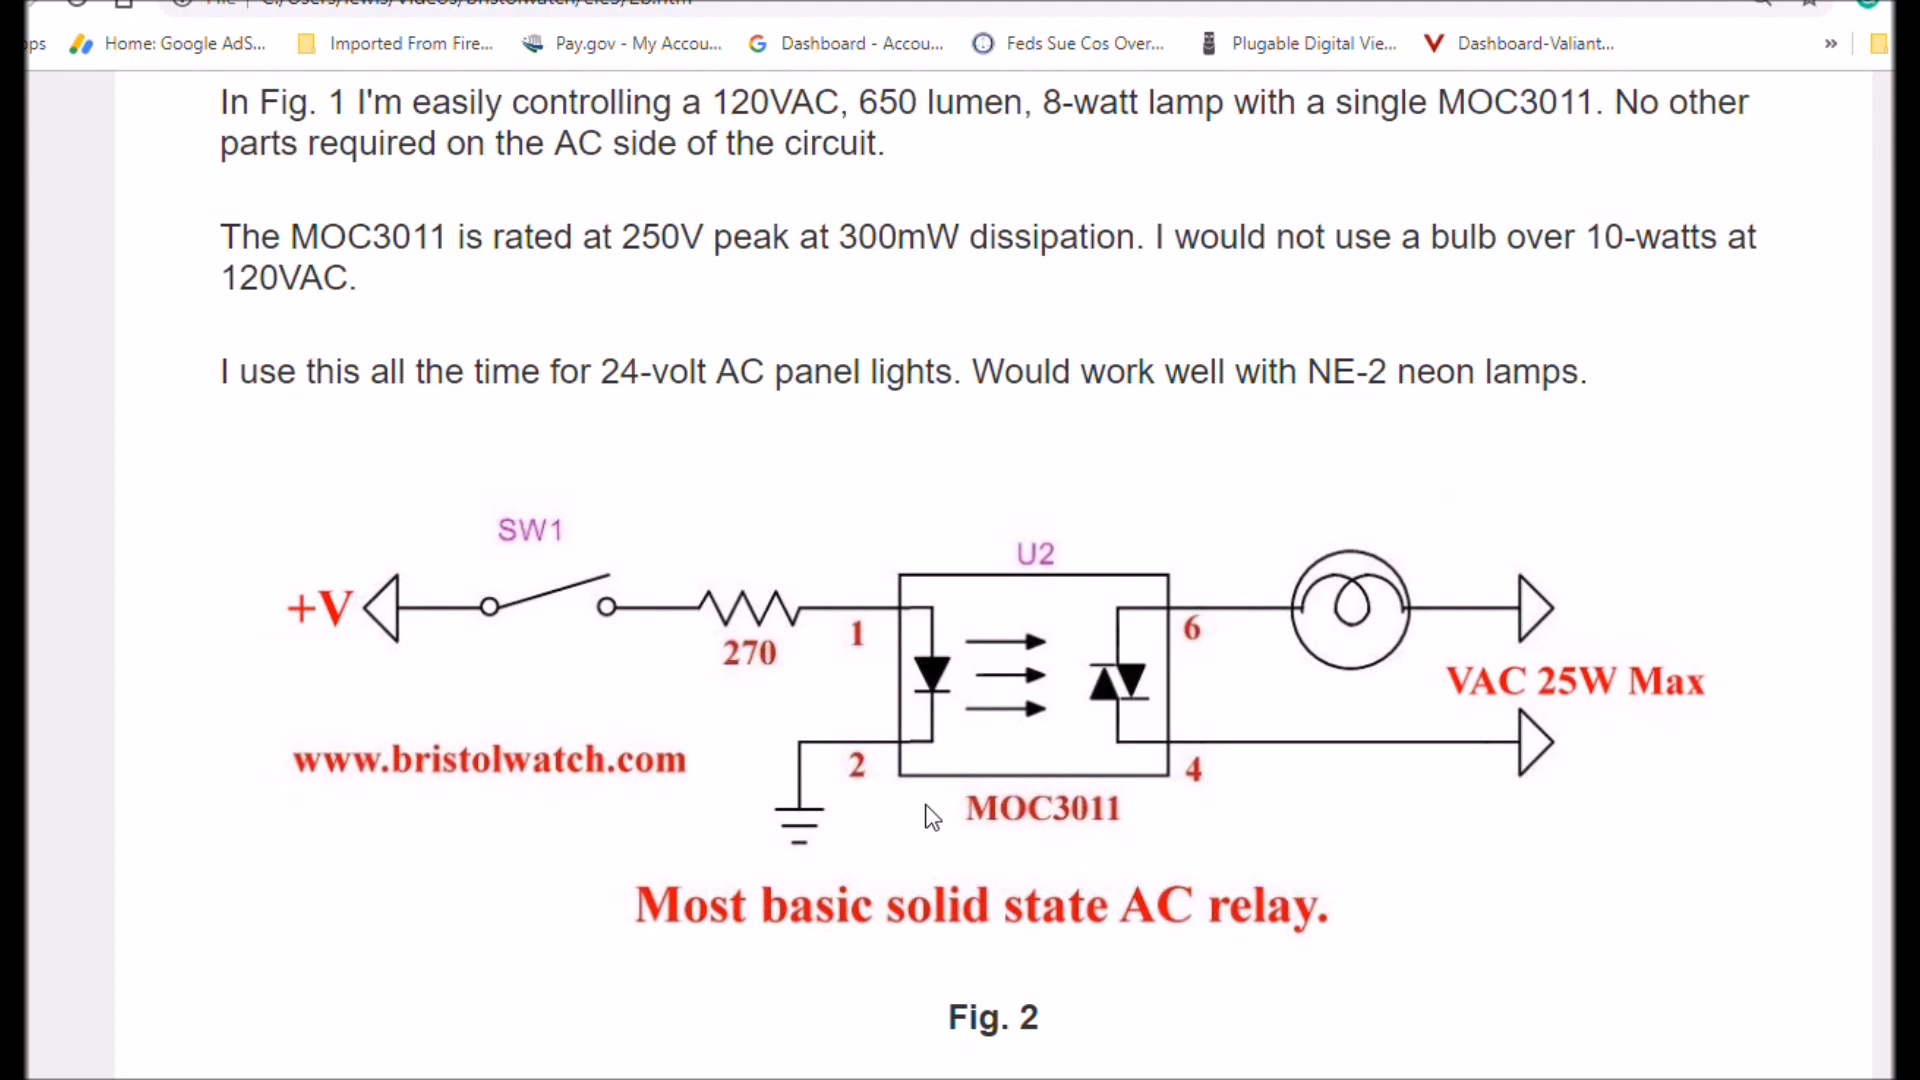 ps Home: Google AdS... Imported From Fire... Pay.gov - My Accou... Dashboard - Accou... Feds Sue Cos Over... Plugable Digital Vie... Dashboard-Valiant... »
In Fig. 1 I'm easily controlling a 120VAC, 650 lumen, 8-watt lamp with a single MOC3011. No other
parts required on the AC side of the circuit.
The MOC3011 is rated at 250V peak at 300mW dissipation. I would not use a bulb over 10-watts at
120VAC.
I use this all the time for 24-volt AC panel lights. Would work well with NE-2 neon lamps.
SW1
U2
+V
270
1
6
VAC 25W Max
www.bristolwatch.com
2
4
MOC3011
Most basic solid state AC relay.
Fig. 2